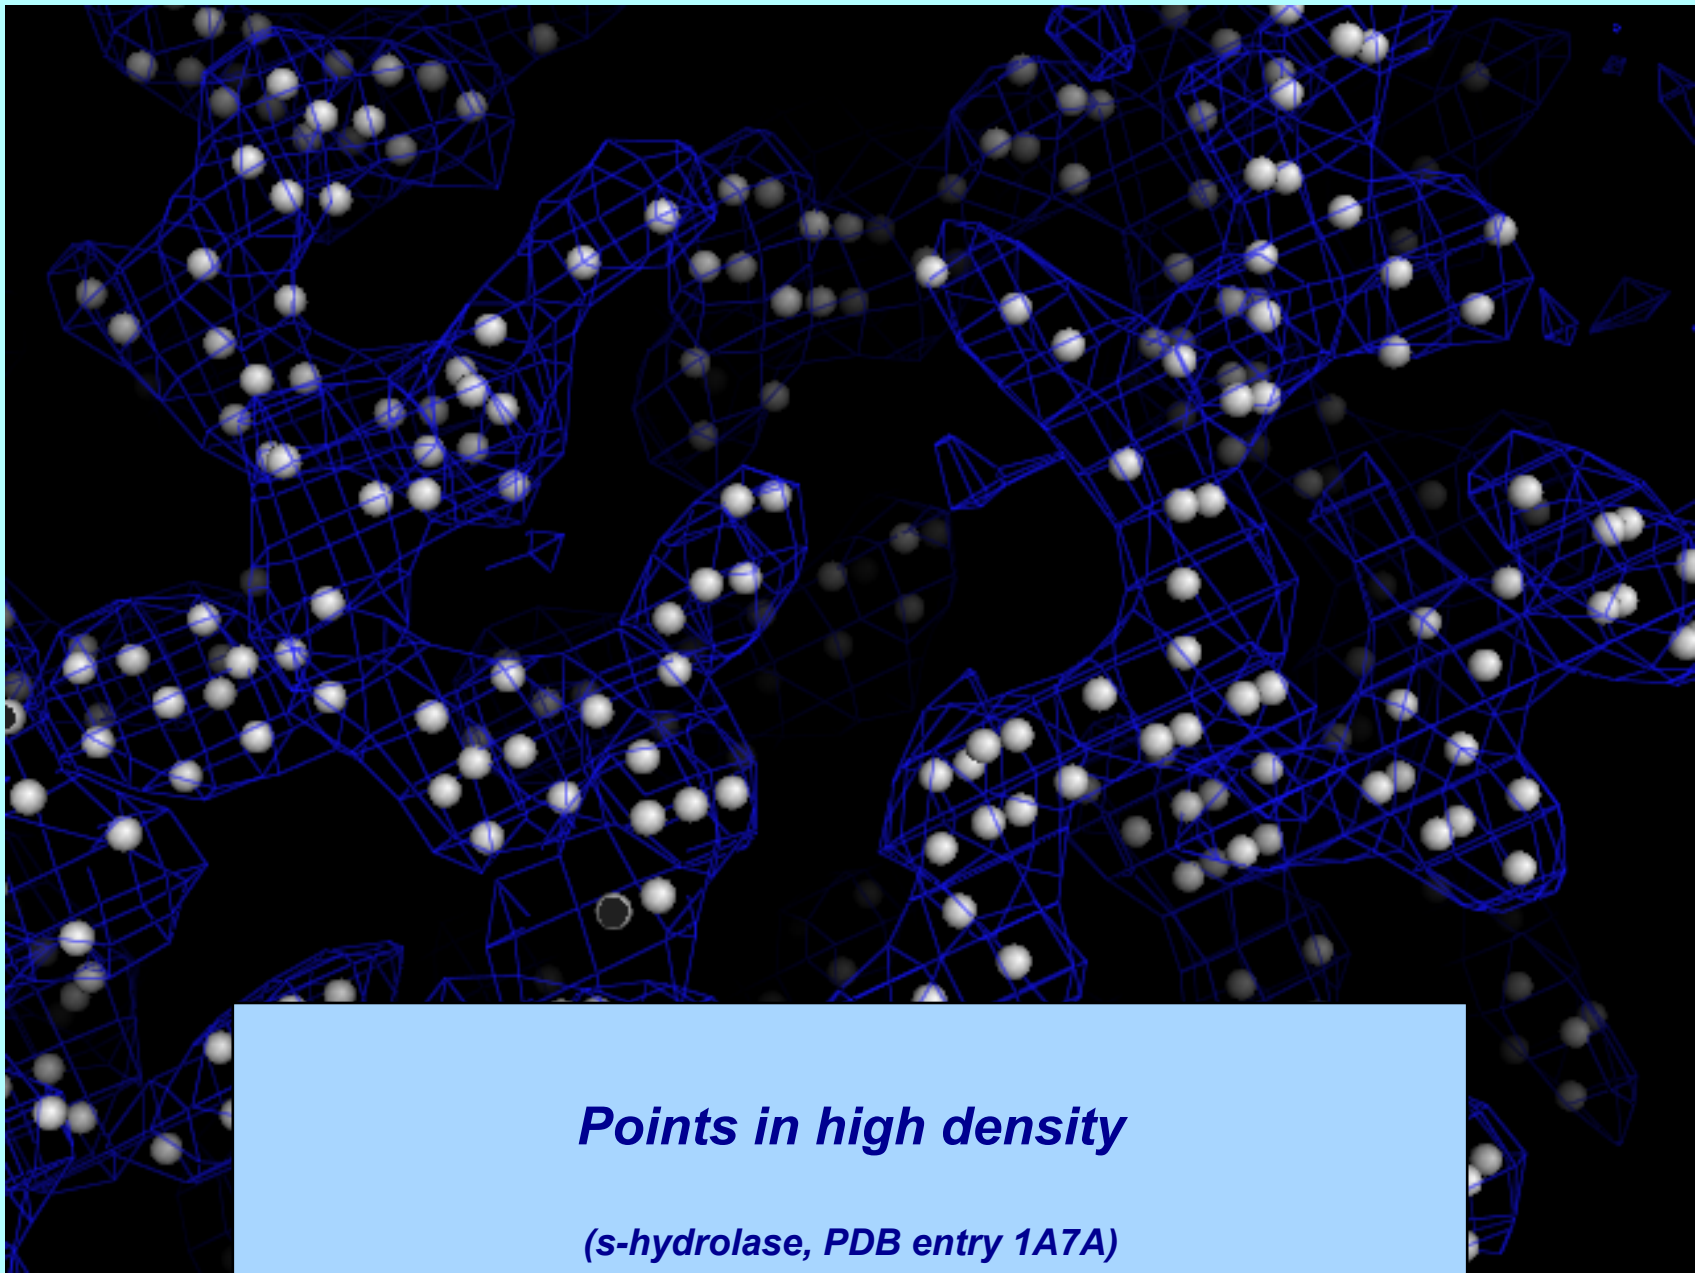 Points in high density
(s-hydrolase, PDB entry 1A7A)